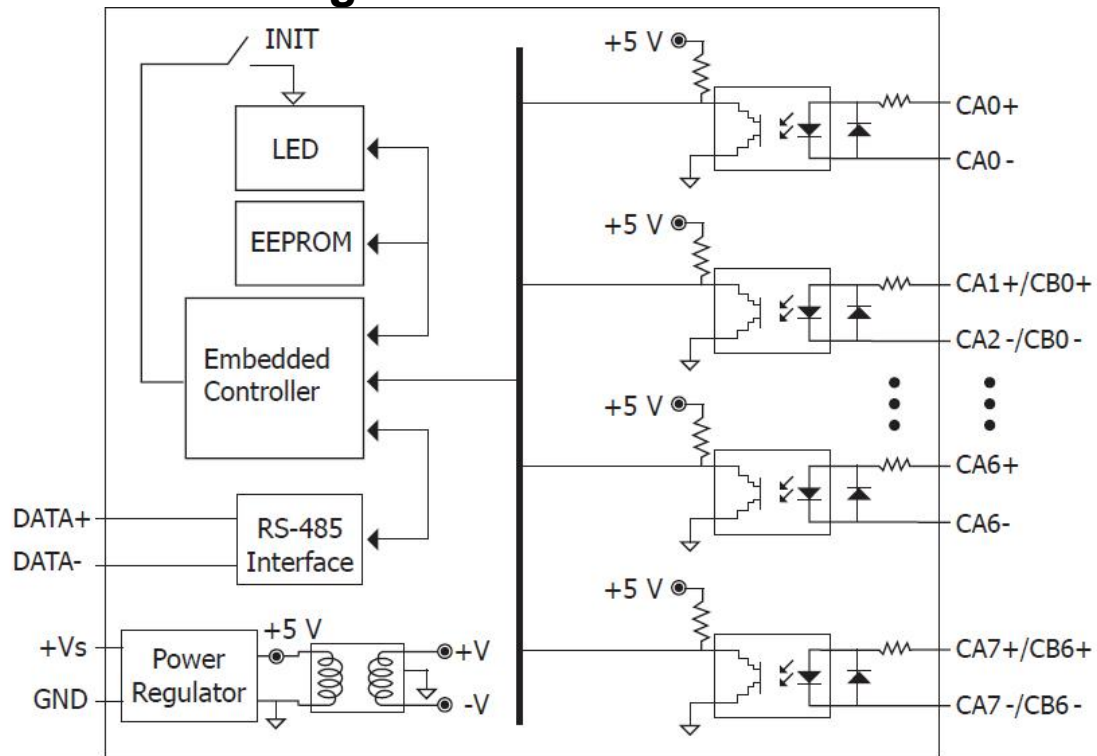 INIT
LED
EEPROM
Embedded
Controller
DATA+
DATA-
RS-485
Interface
+Vs
GND
Power
Regulator
+5 V
+V
-V
+5 V
CA0+
CA0-
+5 V
CA1+/CB0+
CA2-/CB0-
+5 V
CA6+
CA6-
+5 V
CA7+/CB6+
CA7-/CB6-